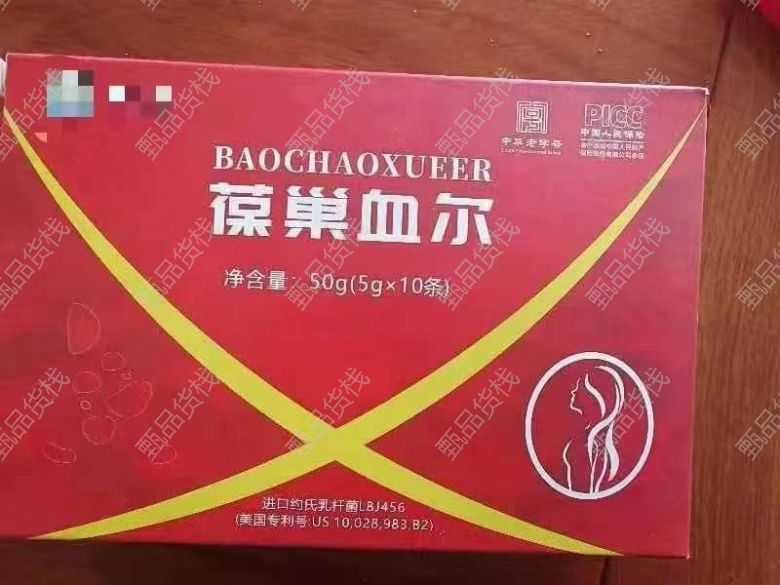 中华老字号
PICC
中国人民保险
BAOCHAOXUEER
葆巢血尔
净含量：50g(5g×10条)
进口约氏乳杆菌LBJ456
(美国专利号:US 10,028,983.B2)
甄品货栈